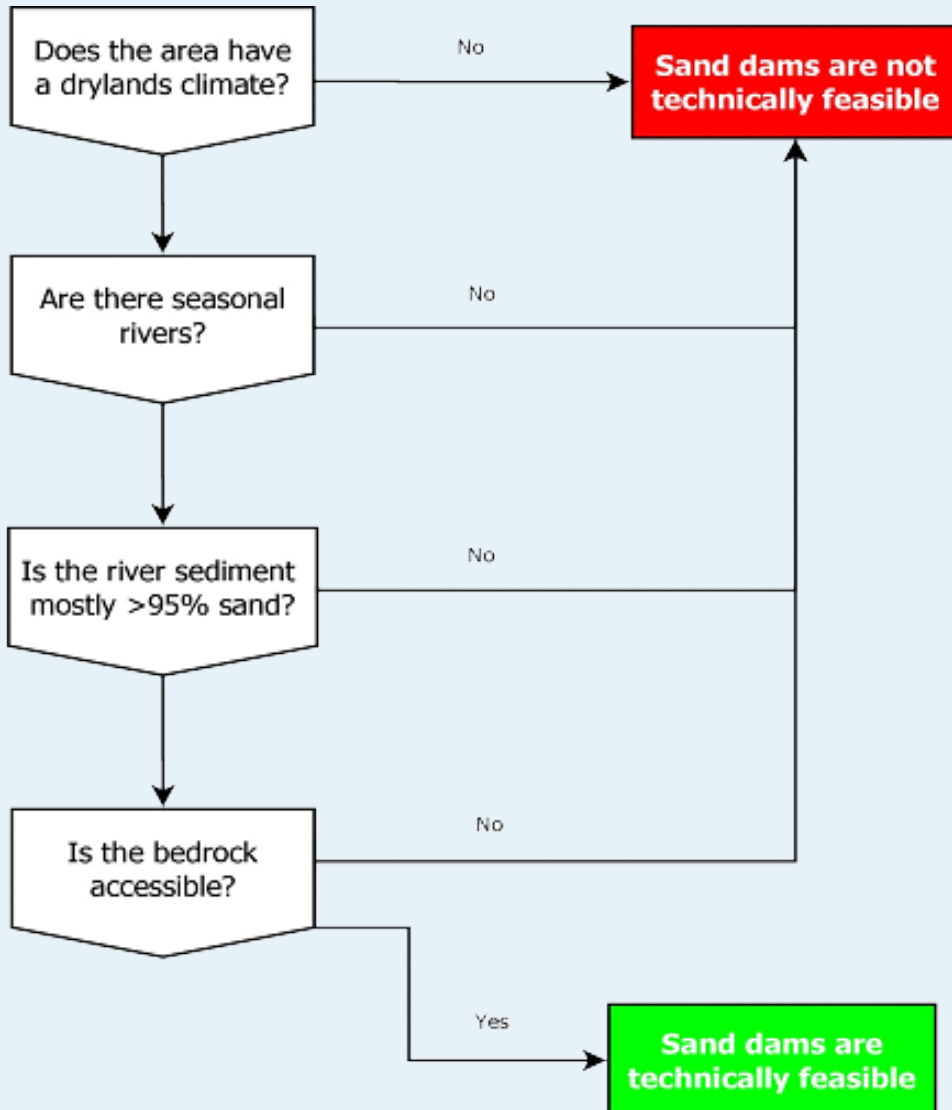 Does the area have
a drylands climate?
No
Sand dams are not
technically feasible
Are there seasonal
rivers?
No
Is the river sediment
mostly >95% sand?
No
Is the bedrock
accessible?
No
Yes
Sand dams are
technically feasible